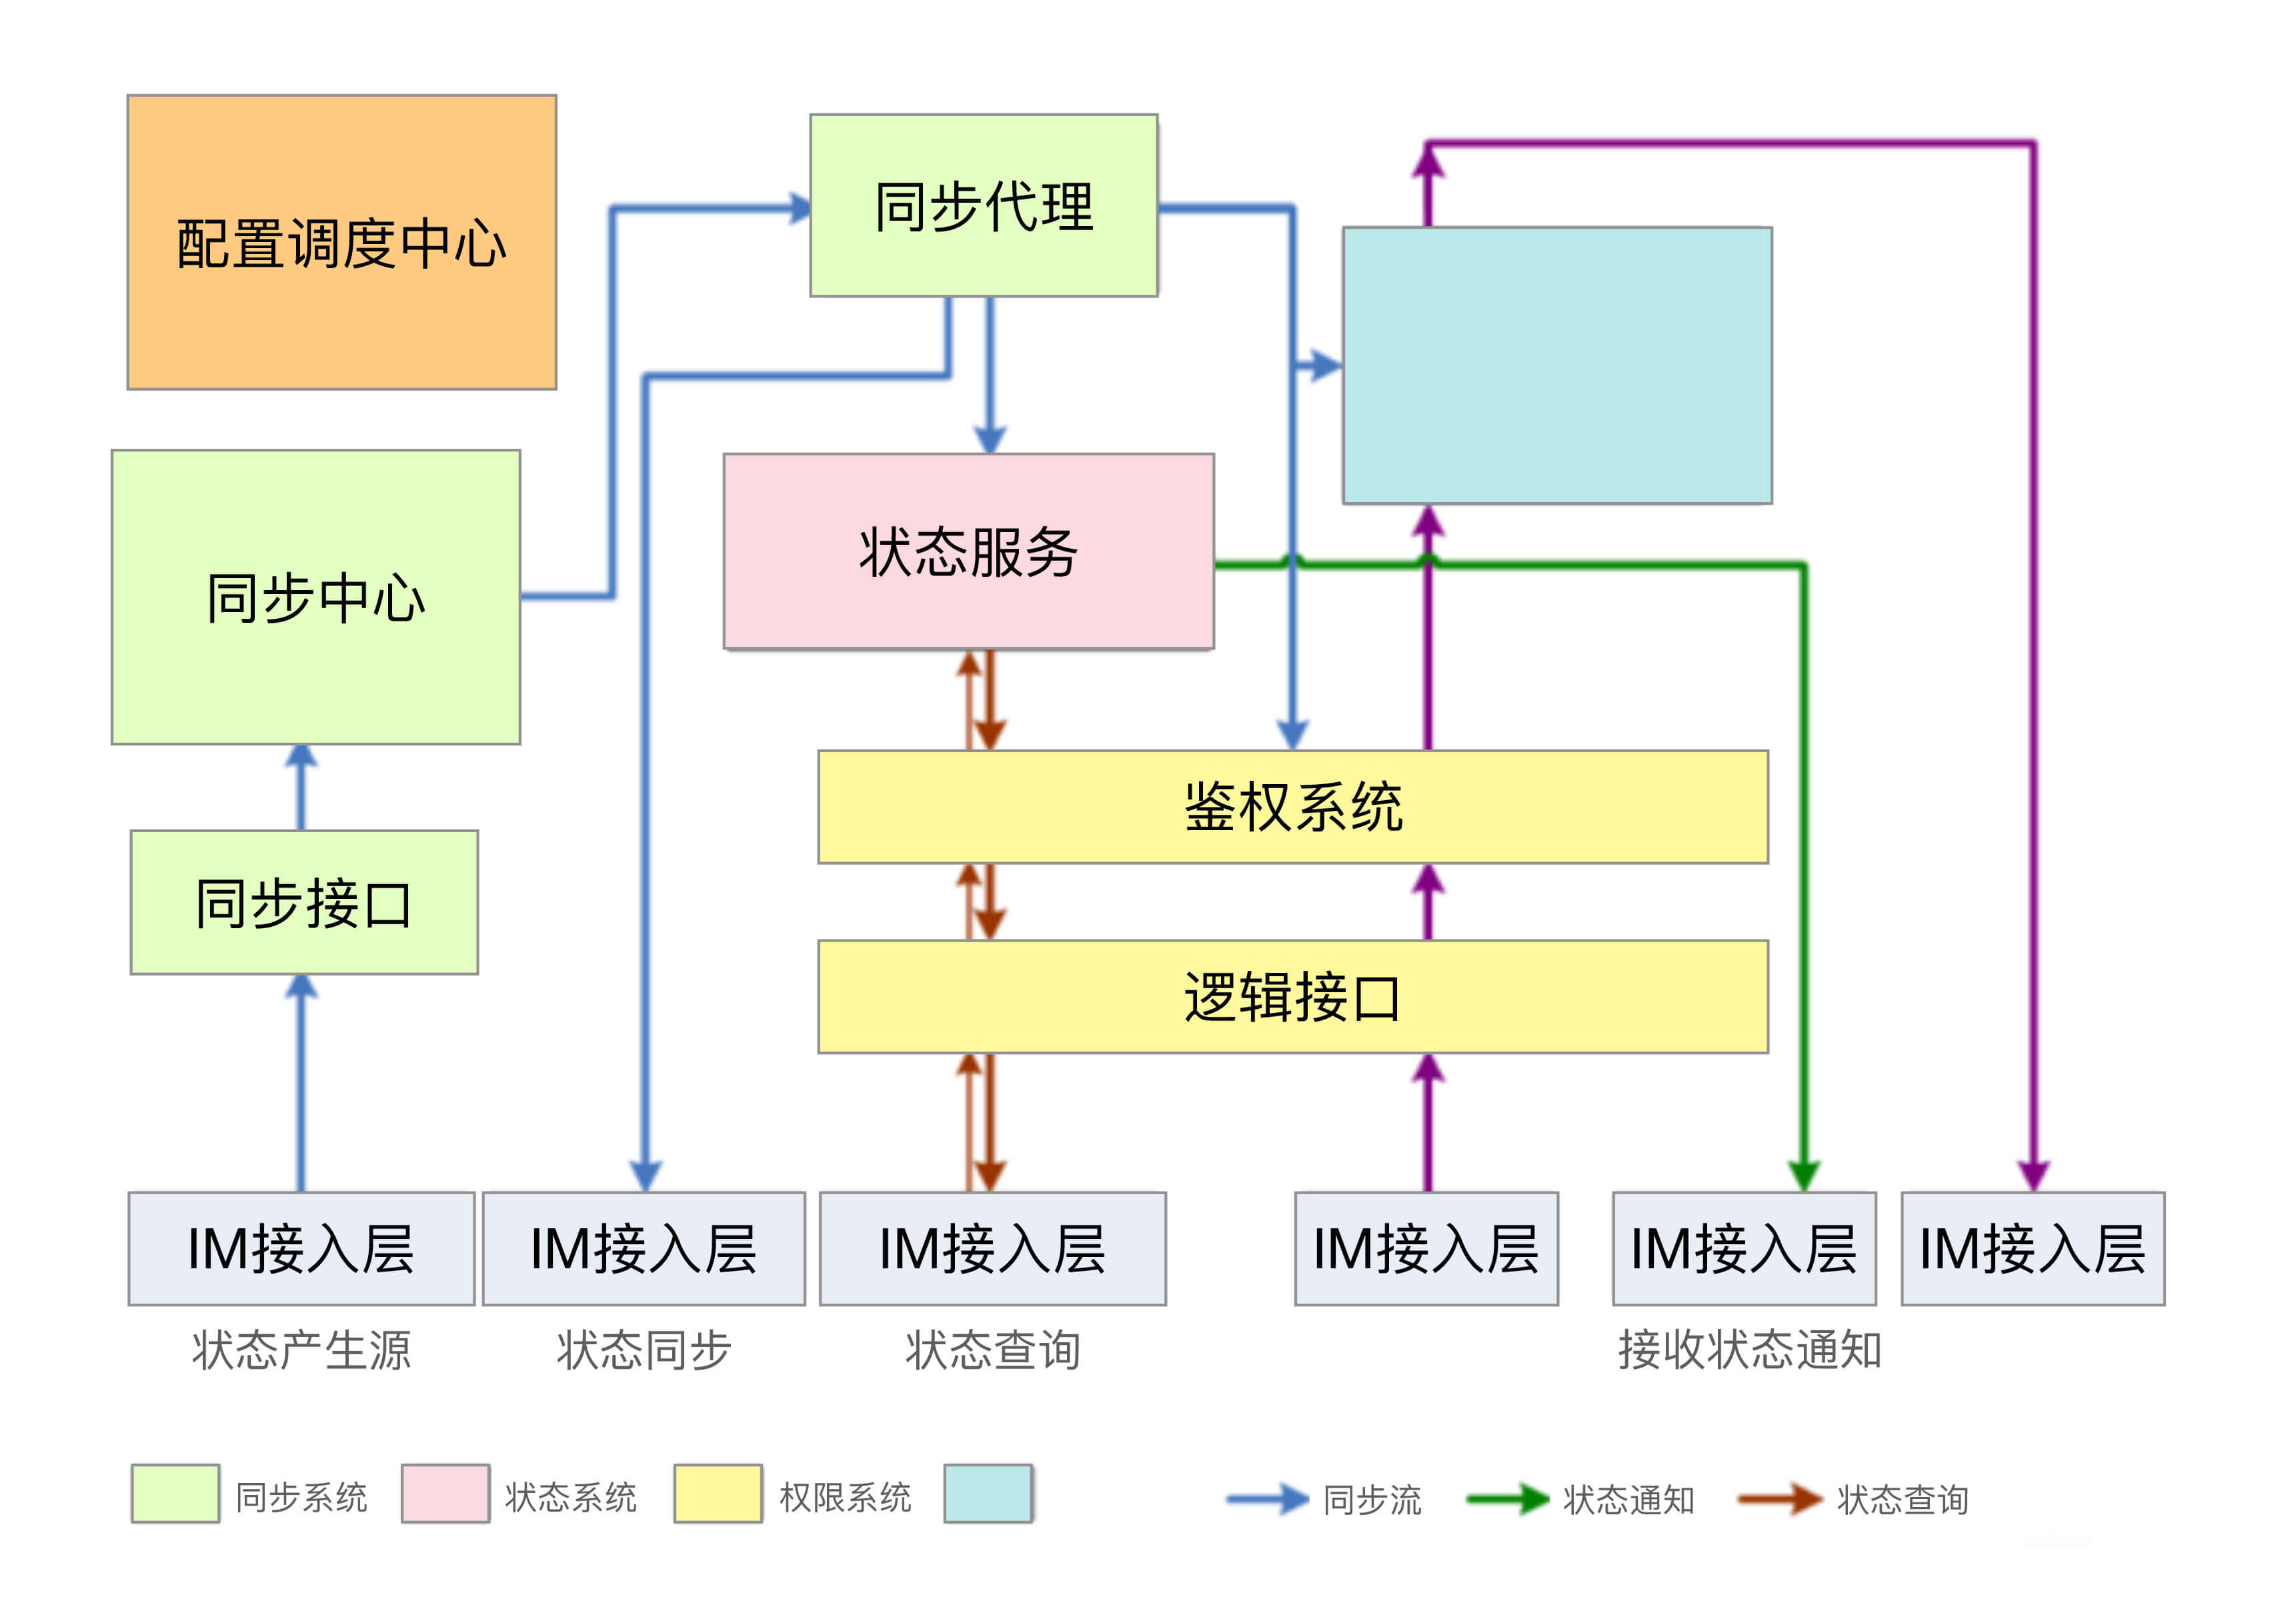 配置调度中心
同步代理
状态服务
同步中心
鉴权系统
同步接口
逻辑接口
IM接入层
IM接入层
IM接入层
IM接入层
IM接入层
IM接入层
状态产生源
状态同步
状态查询
接收状态通知
同步系统
状态系统
权限系统
同步流
状态通知
状态查询